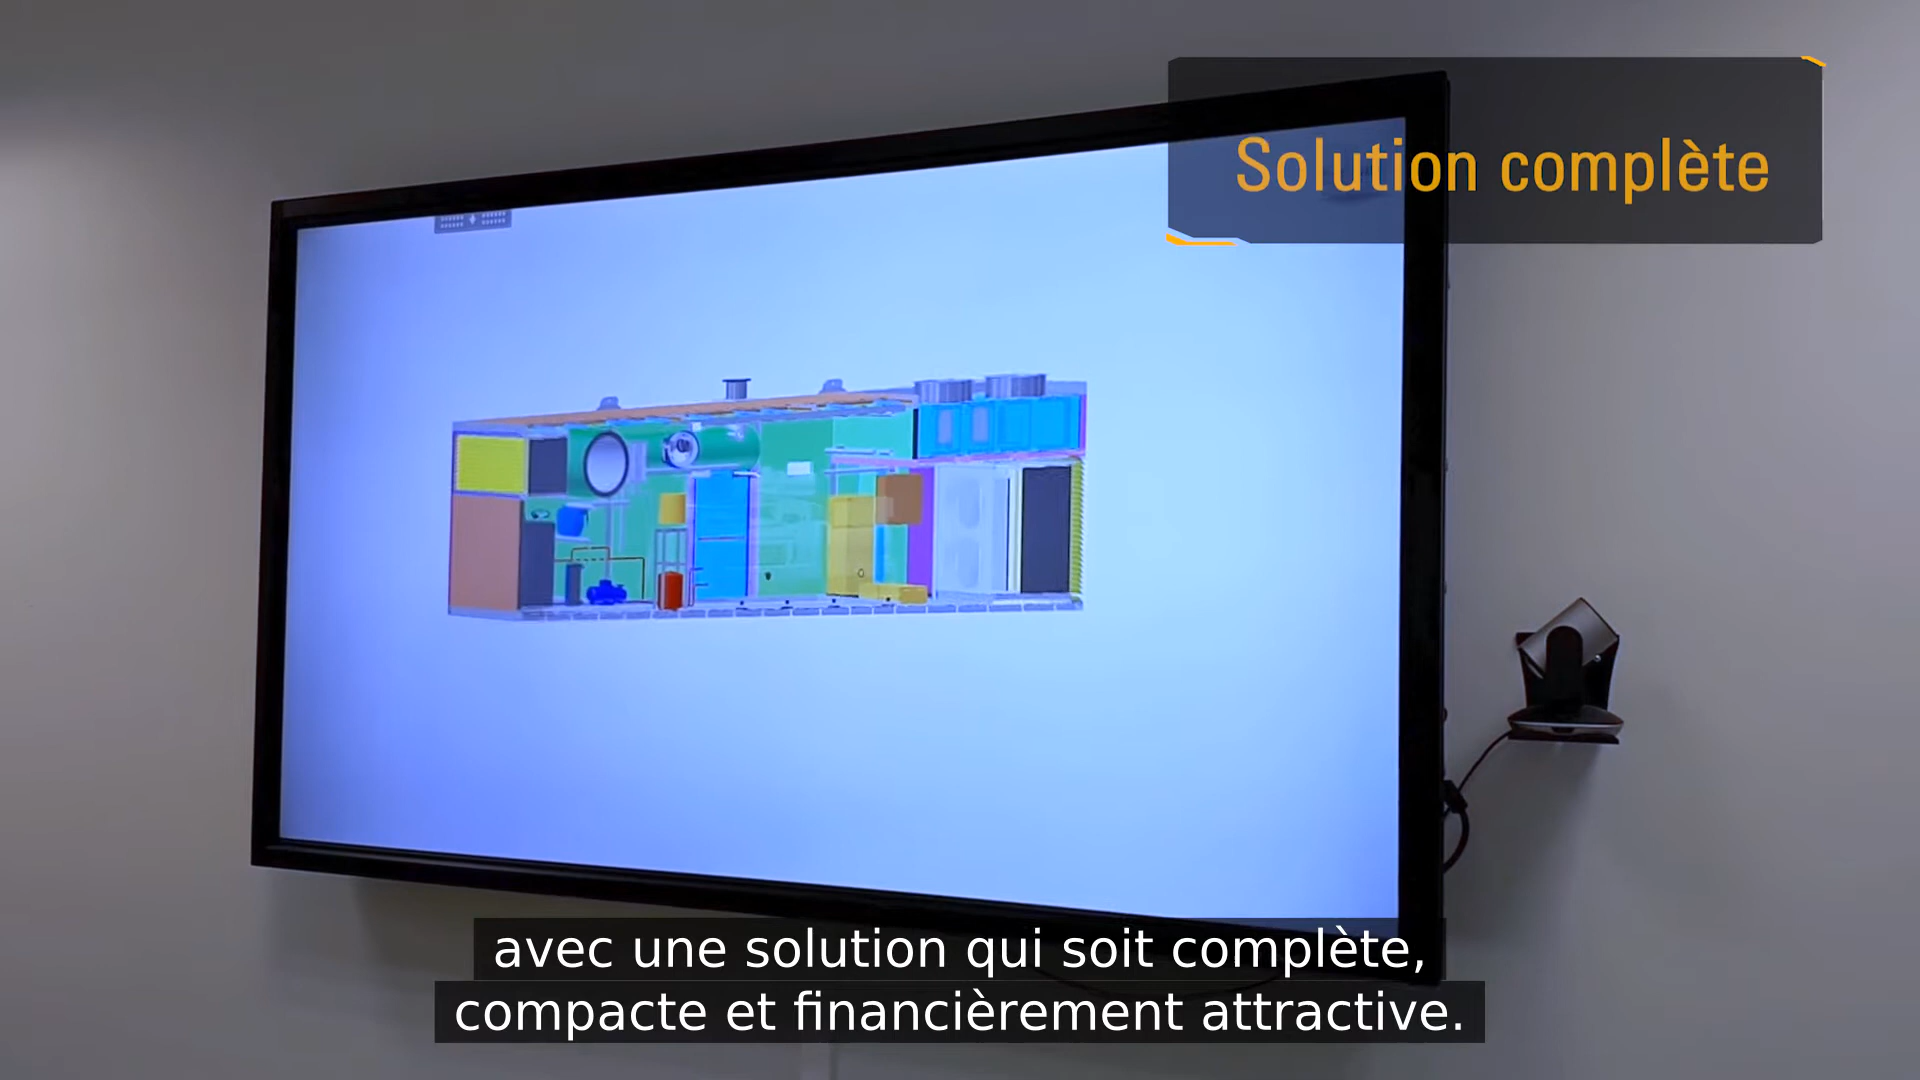 Solution complète
avec une solution qui soit complète,
compacte et financièrement attractive.